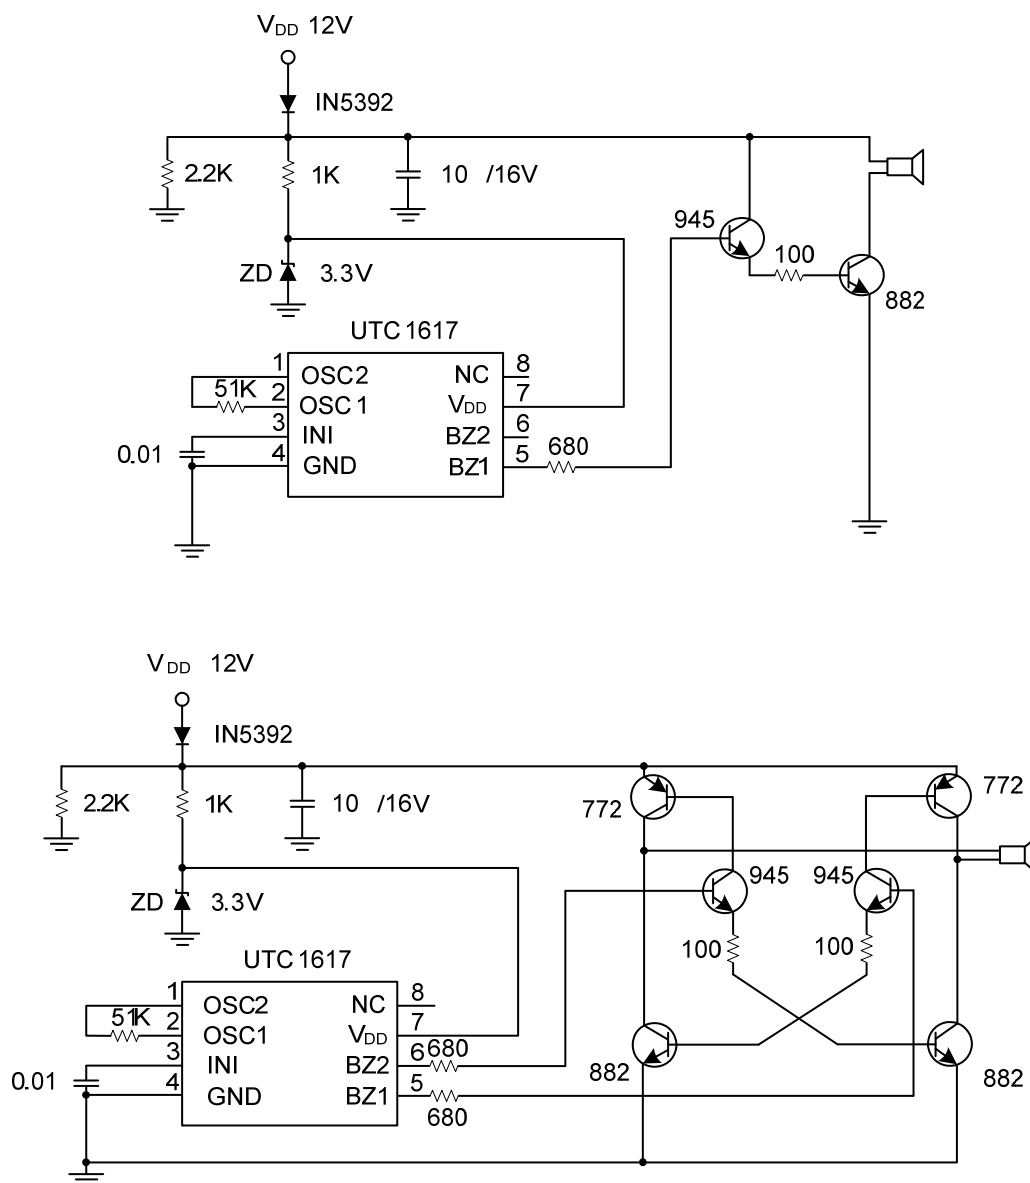 VDD 12V
IN5392
2.2K
1K
10 /16V
945
100
882
ZD
3.3V
UTC 1617
1
OSC2
NC
8
51K
2
OSC1
VDD
7
3
INI
BZ2
6
0.01
4
GND
BZ1
5
680
VDD 12V
IN5392
2.2K
1K
10 /16V
772
772
945
945
ZD
3.3V
100
100
UTC 1617
1
OSC2
NC
8
51K
2
OSC1
VDD
7
3
INI
BZ2
6
680
882
882
0.01
4
GND
BZ1
5
680